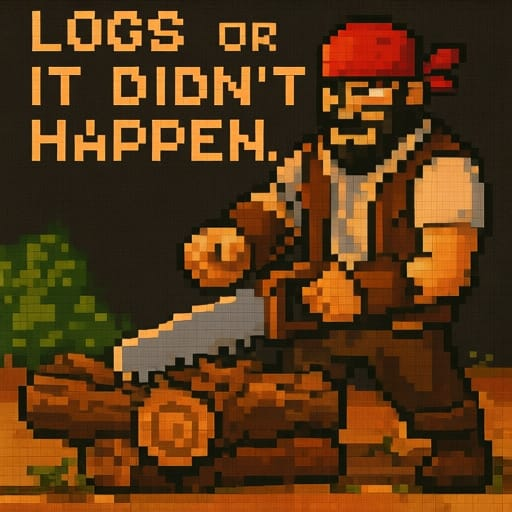 LOGS OR
IT DIDN'T
HAPPEN.